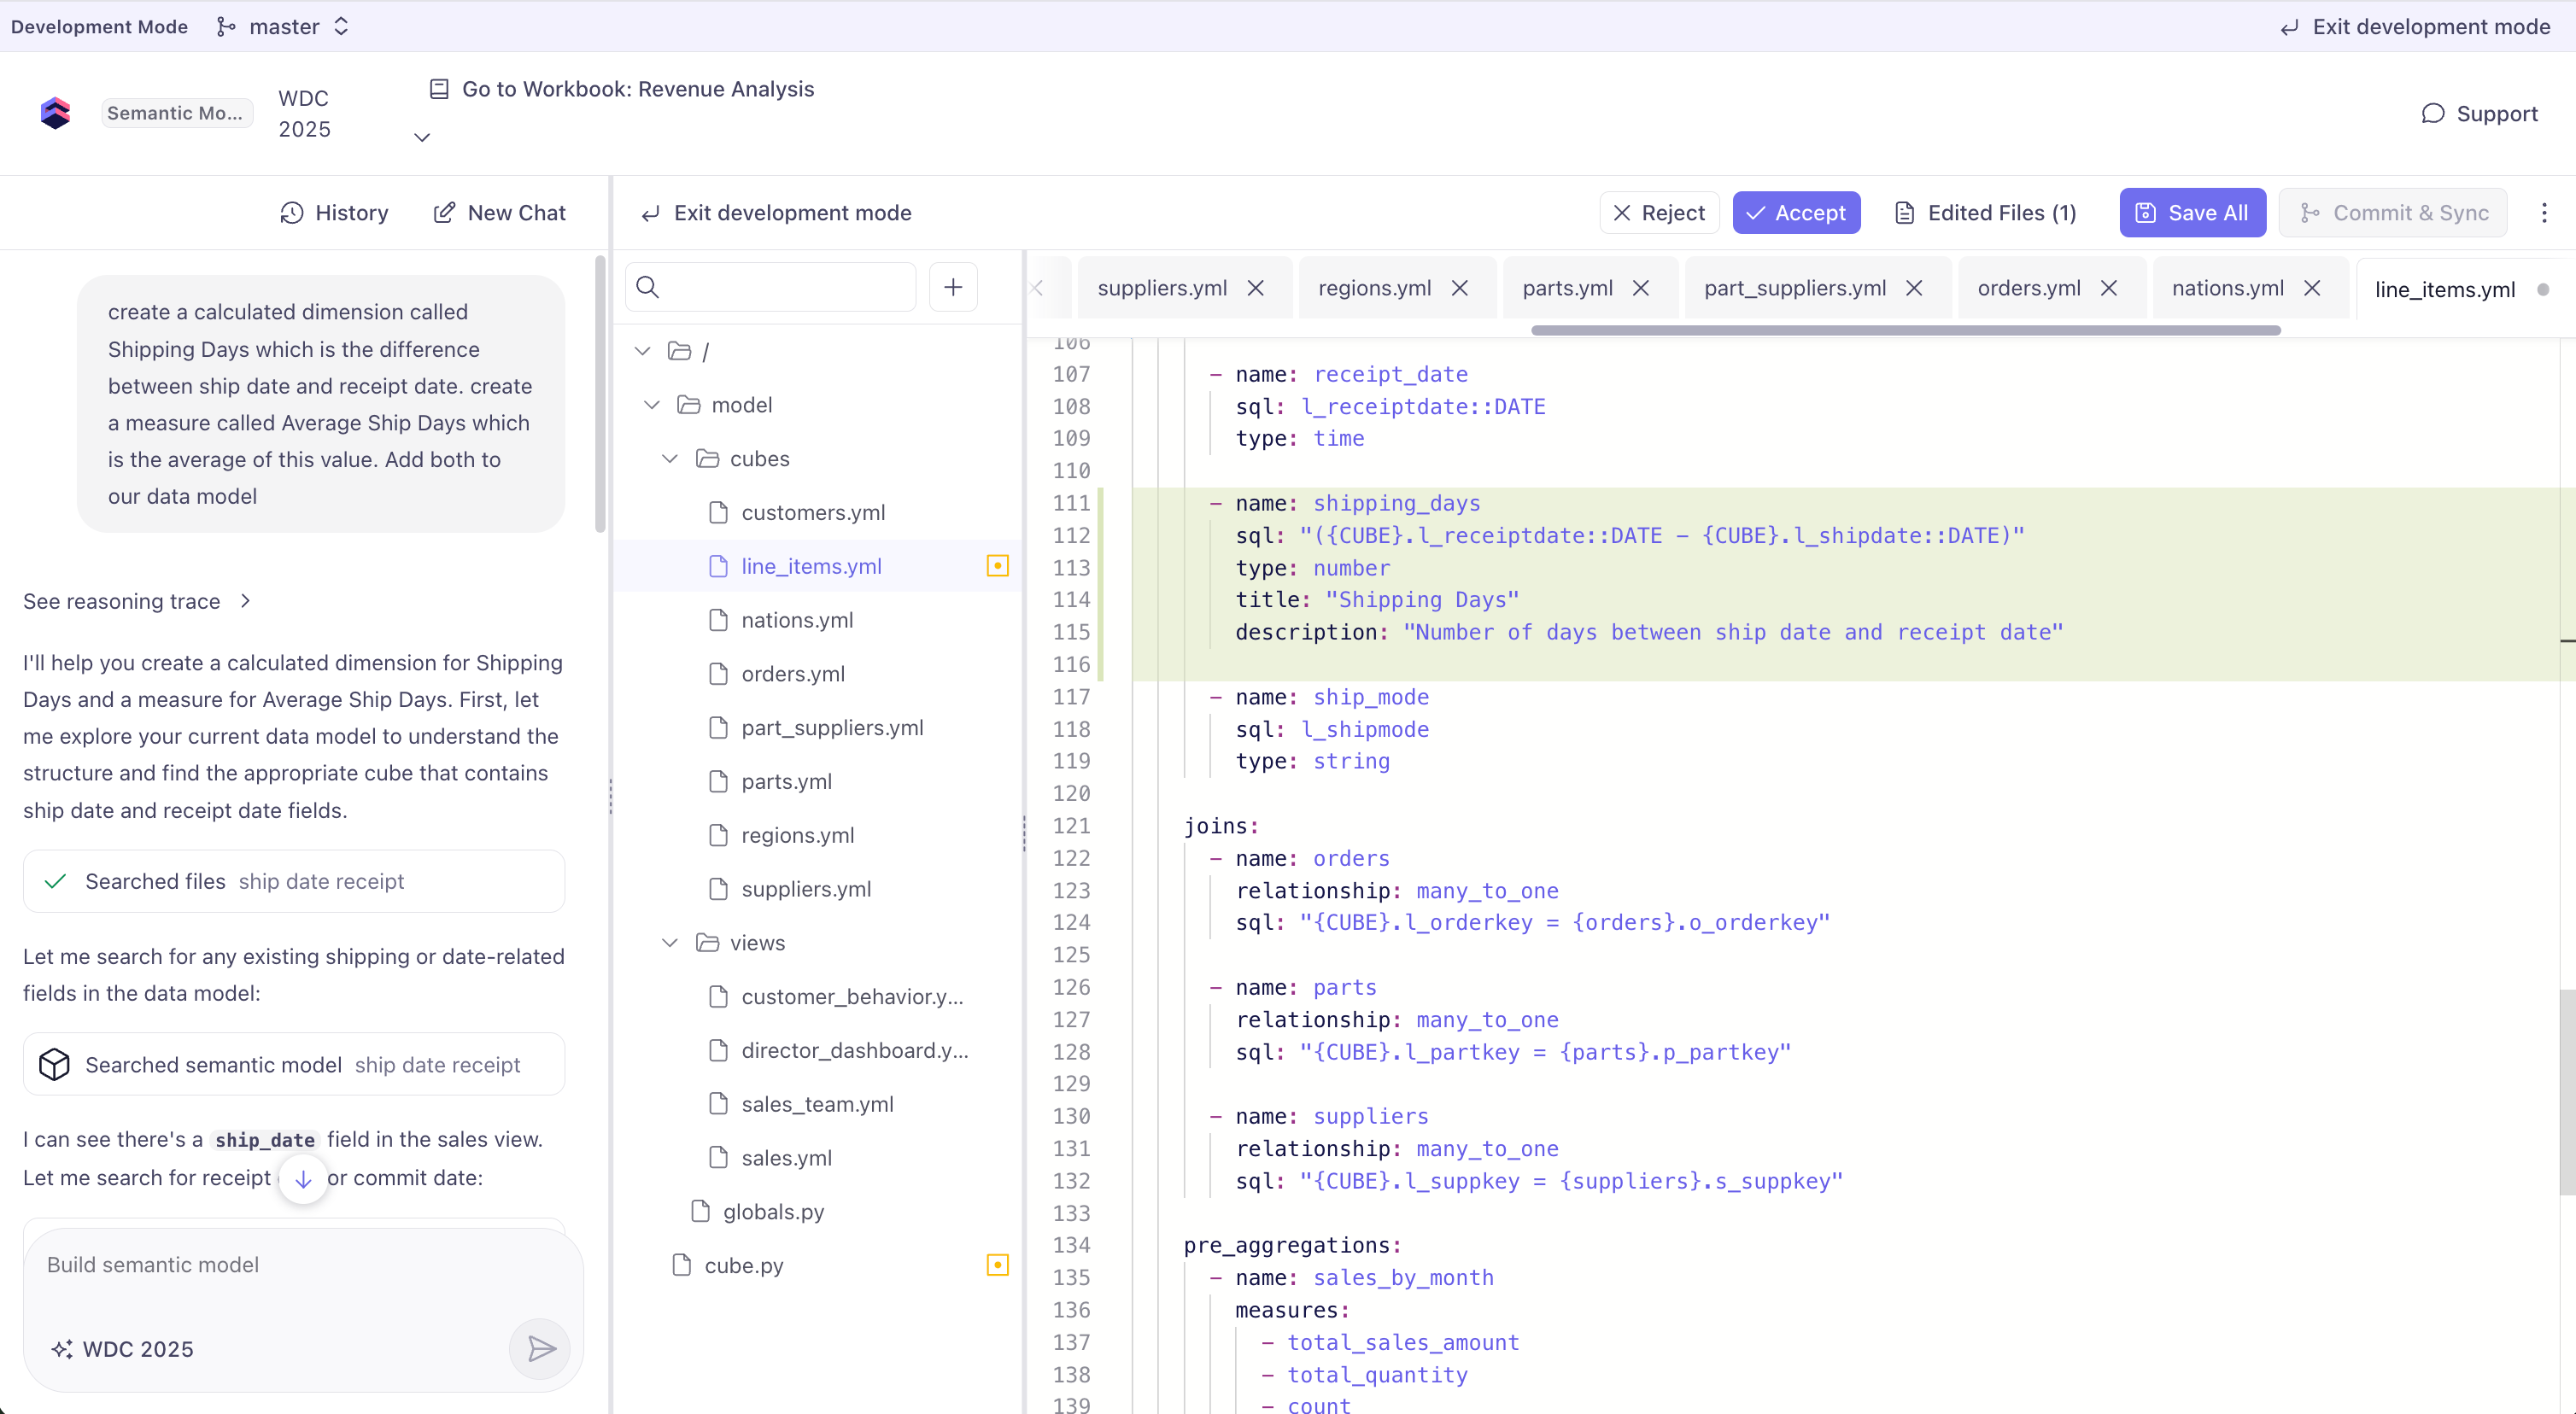 Development Mode
master
Exit development mode
Semantic Mo...
WDC
2025
Go to Workbook: Revenue Analysis
Support
History
New Chat
Exit development mode
Reject
Accept
Edited Files (1)
Save All
Commit & Sync
create a calculated dimension called
Shipping Days which is the difference
between ship date and receipt date. create
a measure called Average Ship Days which
is the average of this value. Add both to
our data model
See reasoning trace
I'll help you create a calculated dimension for Shipping
Days and a measure for Average Ship Days. First, let
me explore your current data model to understand the
structure and find the appropriate cube that contains
ship date and receipt date fields.
Searched files ship date receipt
Let me search for any existing shipping or date-related
fields in the data model:
Searched semantic model ship date receipt
I can see there's a ship_date field in the sales view.
Let me search for receipt or commit date:
Build semantic model
WDC 2025
/
model
cubes
customers.yml
line_items.yml
nations.yml
orders.yml
part_suppliers.yml
parts.yml
regions.yml
suppliers.yml
views
customer_behavior.y...
director_dashboard.y...
sales_team.yml
sales.yml
globals.py
cube.py
suppliers.yml
regions.yml
parts.yml
part_suppliers.yml
orders.yml
nations.yml
line_items.yml
106
107 - name: receipt_date
108 sql: l_receiptdate::DATE
109 type: time
110
111 - name: shipping_days
112 sql: "({CUBE}.l_receiptdate::DATE - {CUBE}.l_shipdate::DATE)"
113 type: number
114 title: "Shipping Days"
115 description: "Number of days between ship date and receipt date"
116
117 - name: ship_mode
118 sql: l_shipmode
119 type: string
120
121 joins:
122 - name: orders
123 relationship: many_to_one
124 sql: "{CUBE}.l_orderkey = {orders}.o_orderkey"
125
126 - name: parts
127 relationship: many_to_one
128 sql: "{CUBE}.l_partkey = {parts}.p_partkey"
129
130 - name: suppliers
131 relationship: many_to_one
132 sql: "{CUBE}.l_suppkey = {suppliers}.s_suppkey"
133
134 pre_aggregations:
135 - name: sales_by_month
136 measures:
137 - total_sales_amount
138 - total_quantity
139 - count